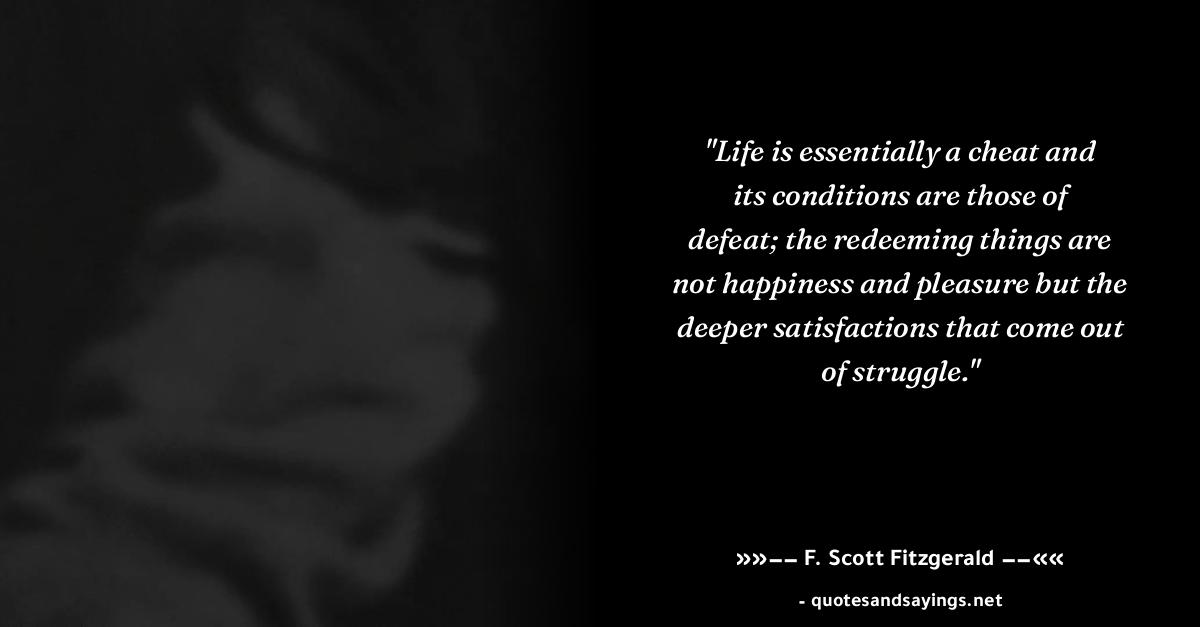 "Life is essentially a cheat and
its conditions are those of
defeat; the redeeming things are
not happiness and pleasure but the
deeper satisfactions that come out
of struggle."
»»–– F. Scott Fitzgerald ––««
- quotesandsayings.net